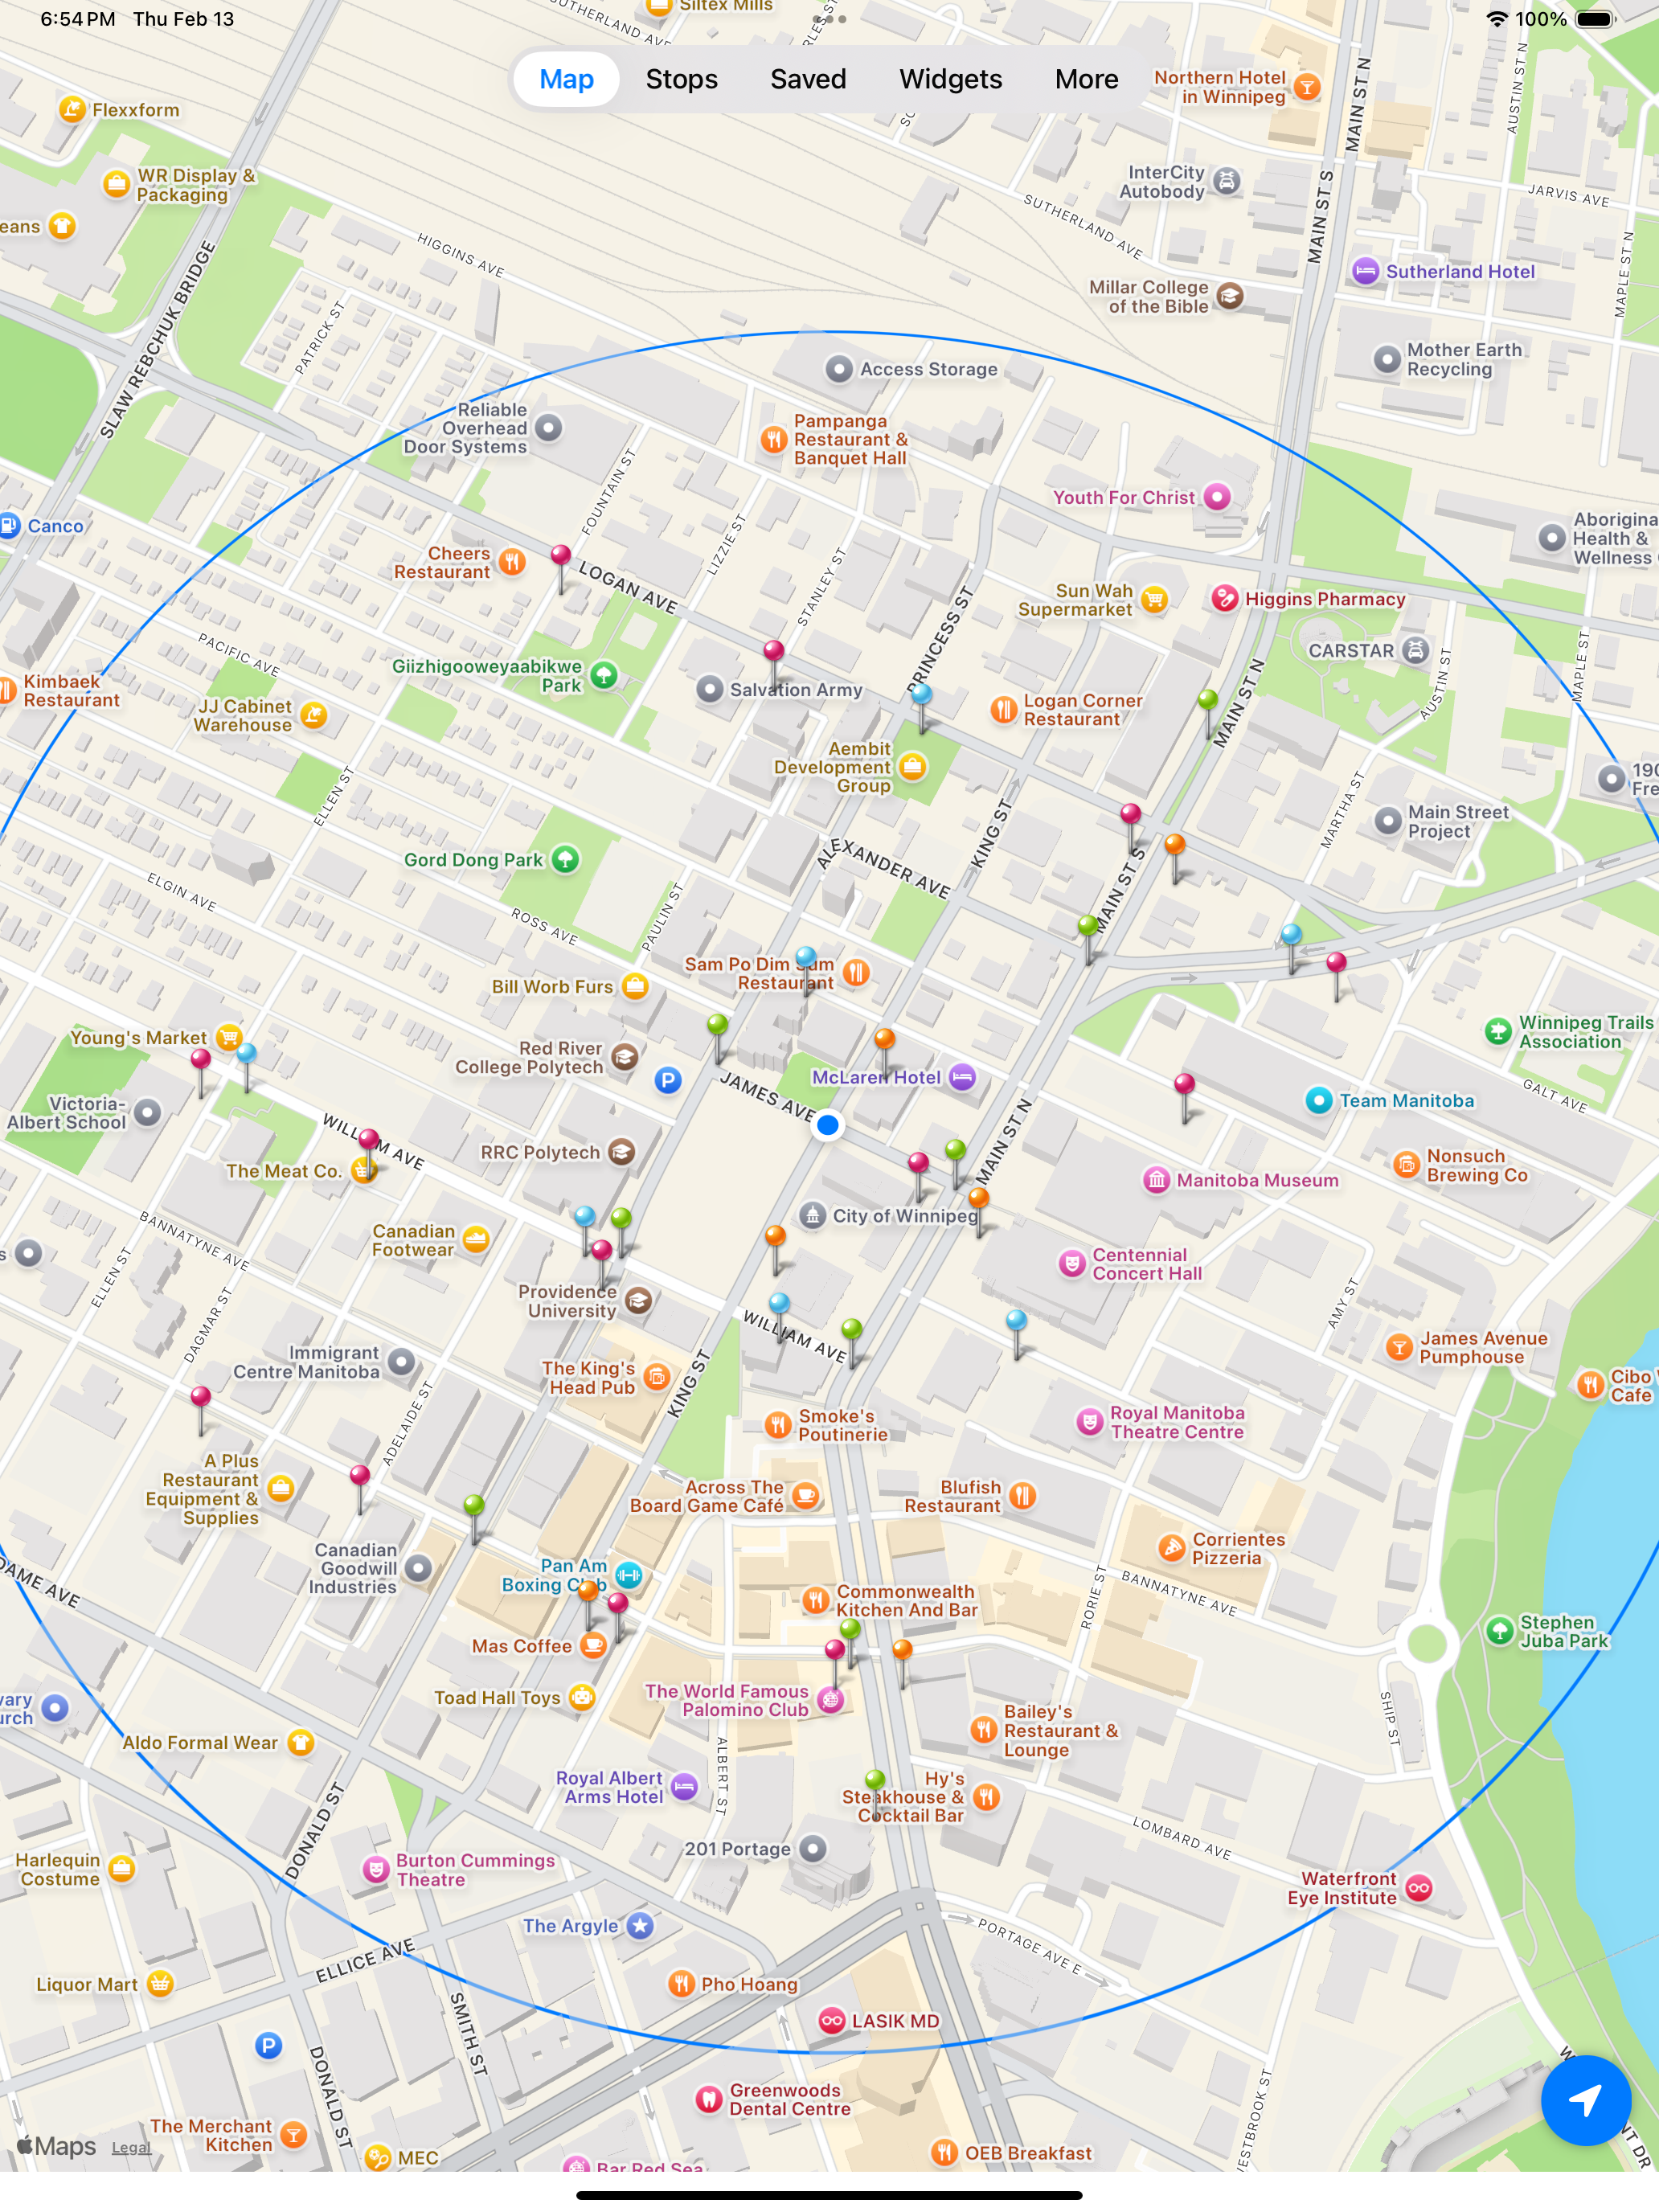 6:54 PM Thu Feb 13
100%
Siltex Mills
SUTHERLAND AVE
Map Stops Saved Widgets More
Northern Hotel
in Winnipeg
MAIN ST N
AUSTIN ST N
Flexxform
WR Display &
Packaging
eans
InterCity
Autobody
SUTHERLAND AVE
MAIN ST S
JARVIS AVE
MAPLE ST N
HIGGINS AVE
SLAW REBCHUK BRIDGE
Sutherland Hotel
Millar College
of the Bible
PATRICK ST
Mother Earth
Recycling
Access Storage
Reliable
Overhead
Door Systems
Pampanga
Restaurant &
Banquet Hall
FOUNTAIN ST
Youth For Christ
Canco
Aborigina
Health &
Wellness
LIZZIE ST
Cheers
Restaurant
LOGAN AVE
STANLEY ST
PRINCESS ST
Sun Wah
Supermarket
Higgins Pharmacy
PACIFIC AVE
CARSTAR
MAPLE ST
AUSTIN ST
Giizhigooweyaabikwe
Park
Kimbaek
Restaurant
Salvation Army
Logan Corner
Restaurant
MAIN ST N
JJ Cabinet
Warehouse
Aembit
Development
Group
ELLEN ST
190
Fre
KING ST
MARTHA ST
Main Street
Project
Gord Dong Park
ALEXANDER AVE
MAIN ST S
ELGIN AVE
ROSS AVE
PAULIN ST
Sam Po Dim Sum
Restaurant
Bill Worb Furs
Young's Market
Red River
College Polytech
P
Winnipeg Trails
Association
McLaren Hotel
JAMES AVE
GALT AVE
Victoria-
Albert School
Team Manitoba
WILLIAM AVE
MAIN ST N
RRC Polytech
The Meat Co.
Nonsuch
Brewing Co
Manitoba Museum
City of Winnipeg
BANNATYNE AVE
Canadian
Footwear
s
Centennial
Concert Hall
ELLEN ST
Providence
University
DAGMAR ST
WILLIAM AVE
AMY ST
James Avenue
Pumphouse
Immigrant
Centre Manitoba
The King's
Head Pub
KING ST
Cibo
Cafe
ADELAIDE ST
Smoke's
Poutinerie
Royal Manitoba
Theatre Centre
A Plus
Restaurant
Equipment &
Supplies
Across The
Board Game Café
Blufish
Restaurant
Corrientes
Pizzeria
Canadian
Goodwill
Industries
Pan Am
Boxing Club
DAME AVE
Commonwealth
Kitchen And Bar
RORIE ST
BANNATYNE AVE
Stephen
Juba Park
Mas Coffee
Toad Hall Toys
The World Famous
Palomino Club
vary
urch
SHIP ST
Bailey's
Restaurant &
Lounge
Aldo Formal Wear
ALBERT ST
Royal Albert
Arms Hotel
Hy's
Steakhouse &
Cocktail Bar
DONALD ST
LOMBARD AVE
201 Portage
Harlequin
Costume
Burton Cummings
Theatre
Waterfront
Eye Institute
The Argyle
PORTAGE AVE E
ELLICE AVE
Liquor Mart
Pho Hoang
SMITH ST
LASIK MD
P
DONALD ST
Greenwoods
Dental Centre
The Merchant
Kitchen
Maps Legal
MEC
OEB Breakfast
Bar Red Sea
WESTBROOK ST
NT DR